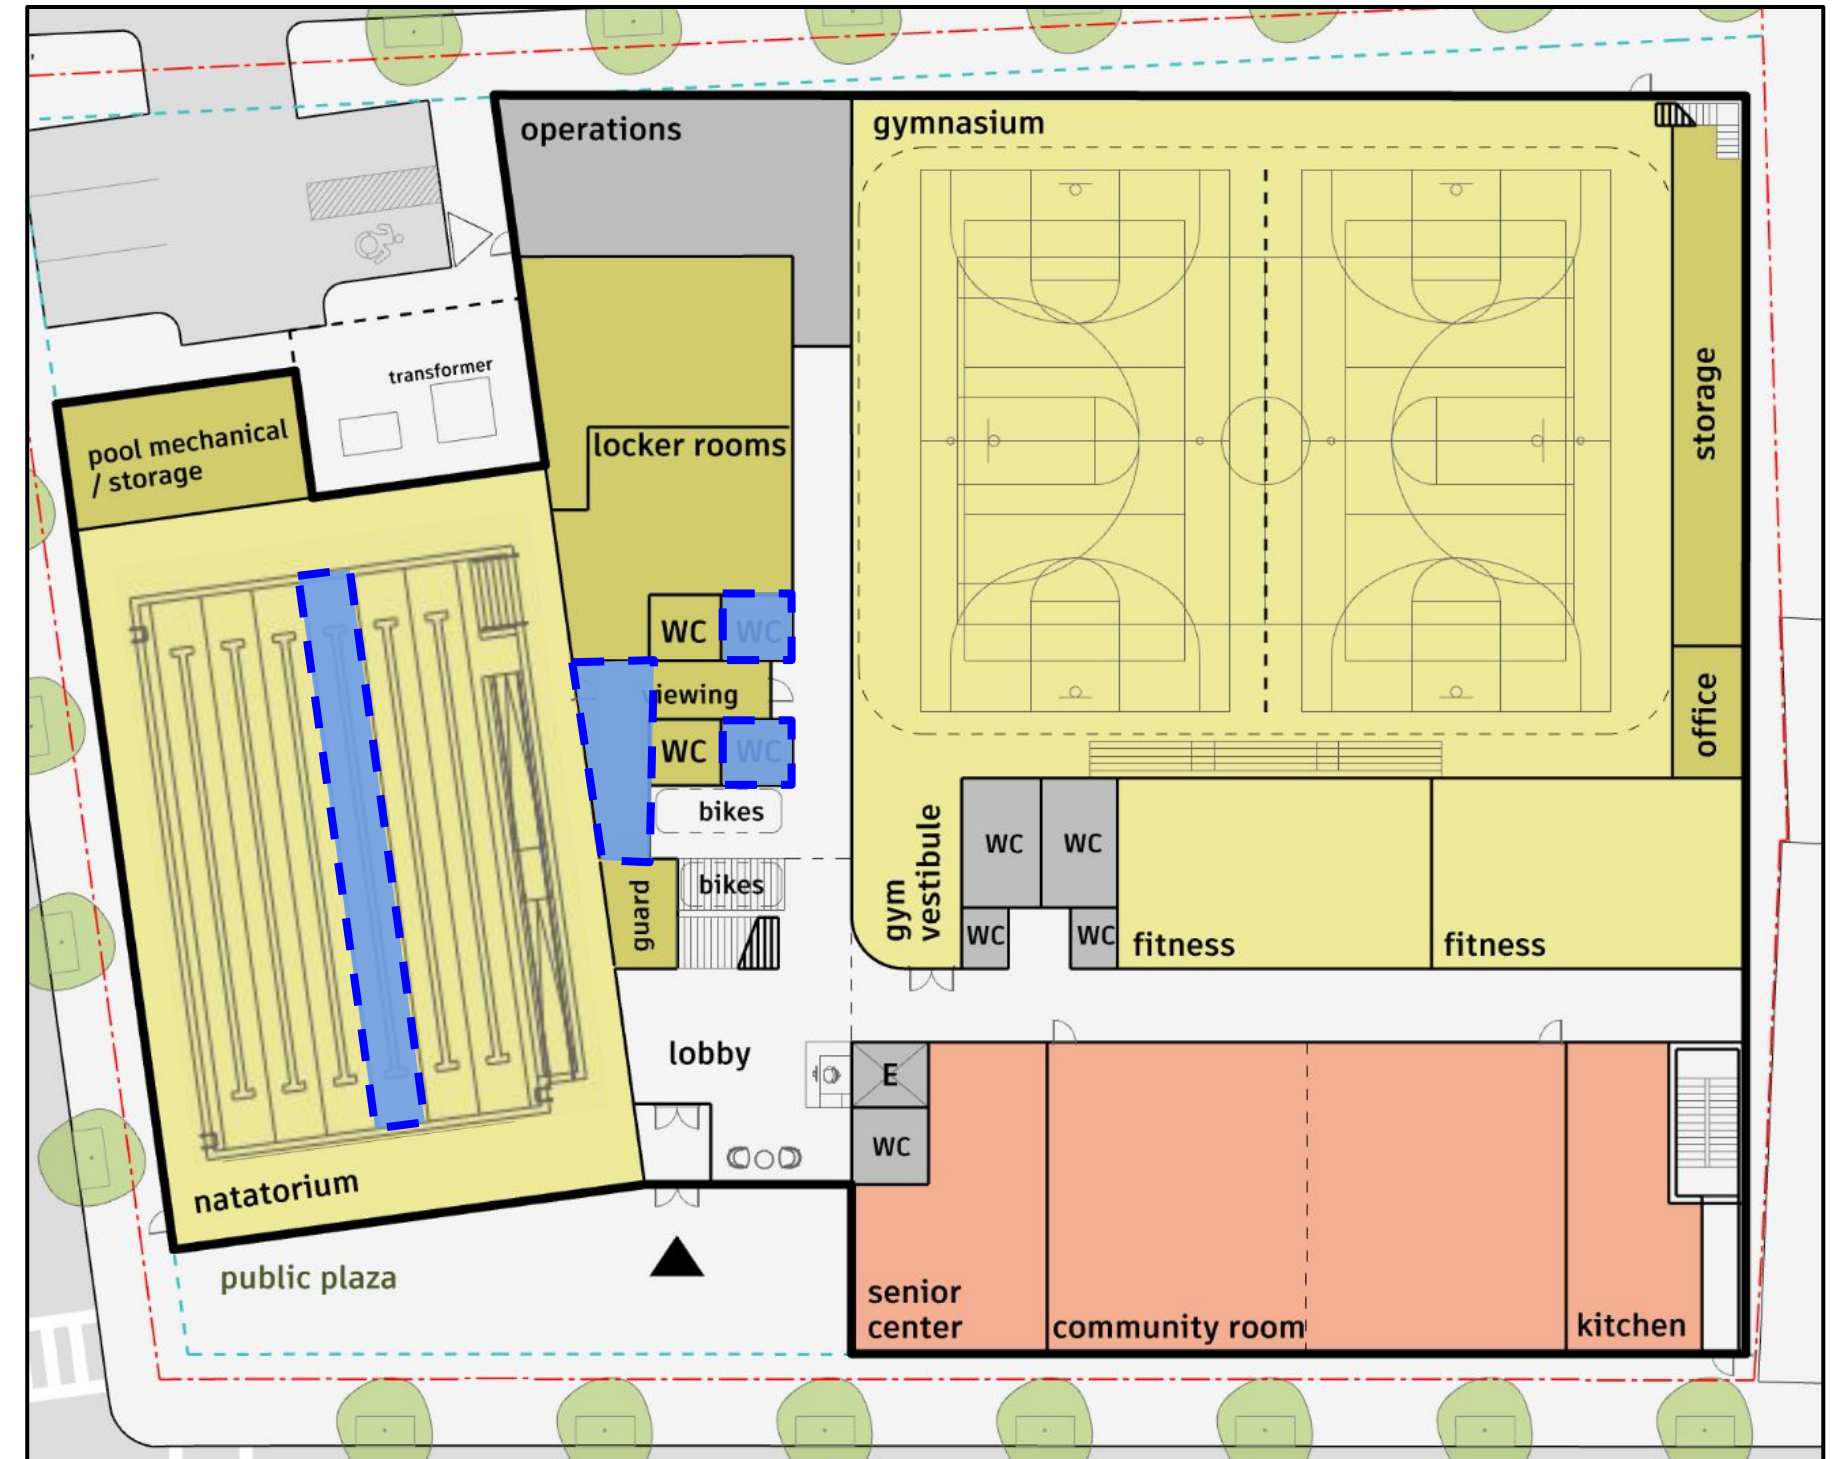 operations
gymnasium
transformer
pool mechanical
/ storage
locker rooms
storage
WC
WC
viewing
office
WC
WC
bikes
bikes
guard
gym
vestibule
WC
WC
WC
WC
fitness
fitness
lobby
E
WC
natatorium
public plaza
senior
center
community room
kitchen